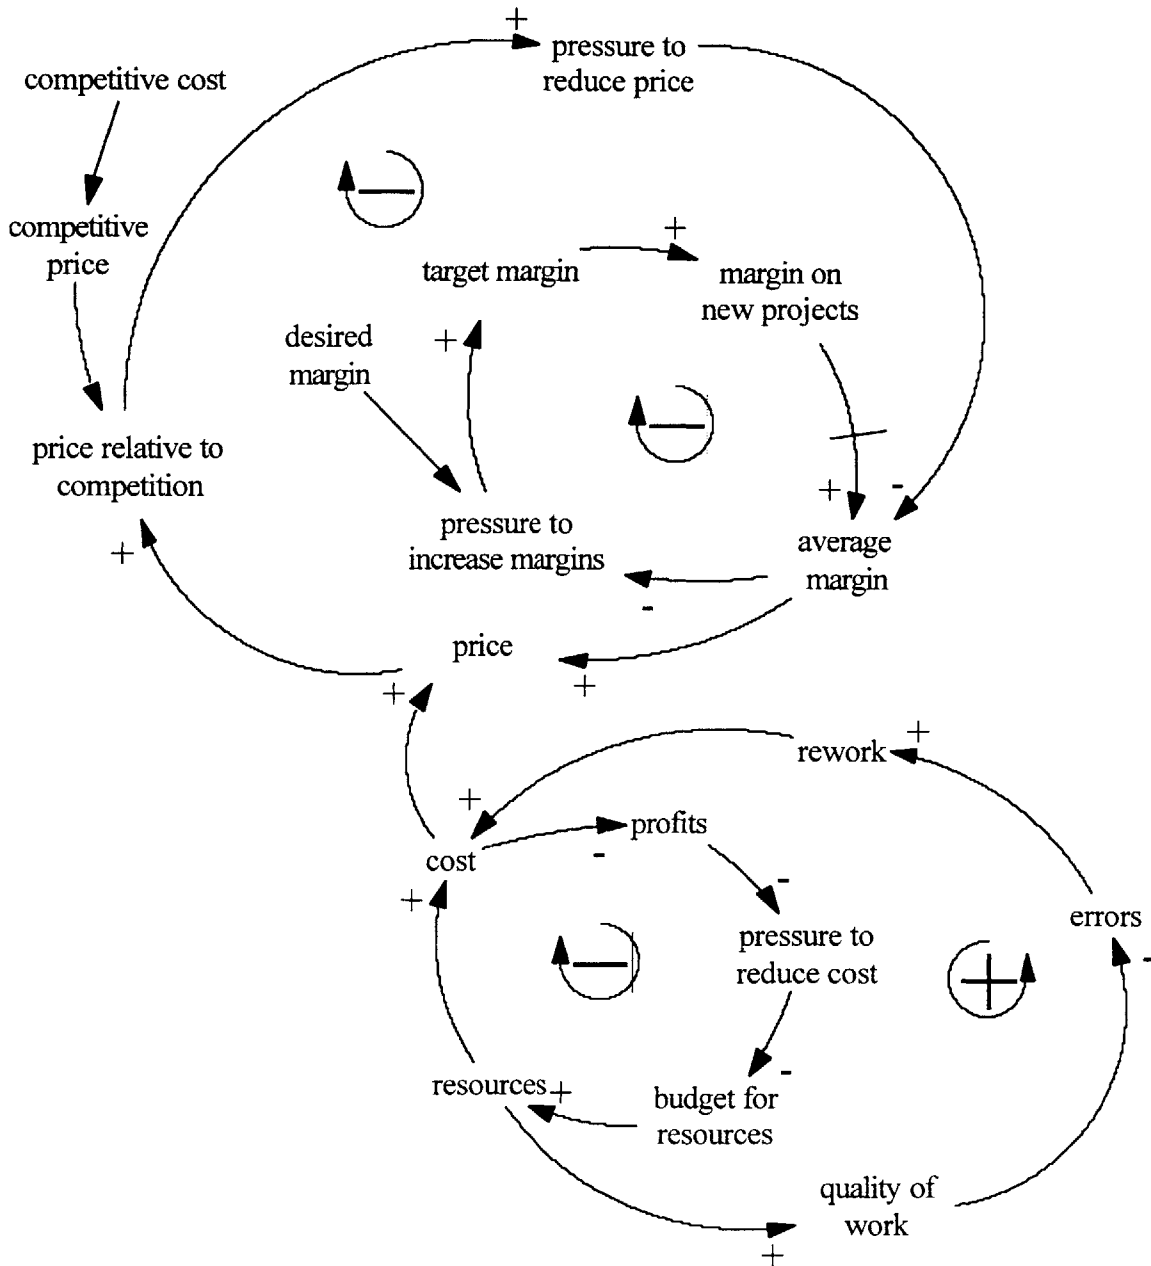 +
pressure to
reduce price
competitive cost
competitive
price
+
target margin
margin on
new projects
desired
margin
+
price relative to
competition
+
-
pressure to
increase margins
average
margin
+
-
price
+
+
rework
+
+
profits
cost
-
-
+
errors
pressure to
reduce cost
-
+
resources
+
budget for
resources
-
quality of
work
+